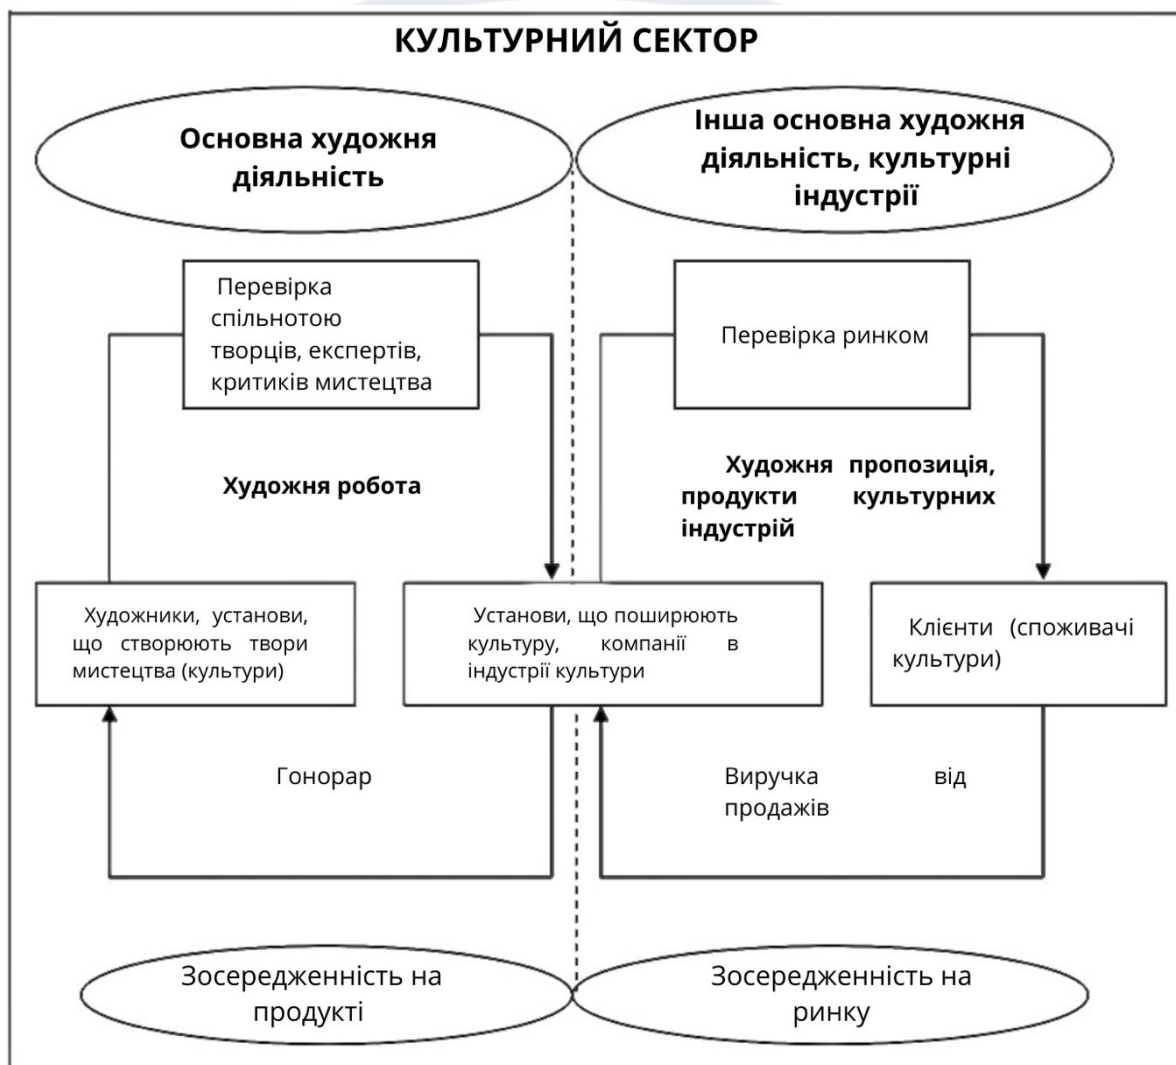 КУЛЬТУРНИЙ СЕКТОР
Основна художня
діяльність
Інша основна художня
діяльність, культурні
індустрії
Перевірка
спільнотою
творців, експертів,
критиків мистецтва
Перевірка ринком
Художня робота
Художня пропозиція,
продукти культурних
індустрій
Художники, установи,
що створюють твори
мистецтва (культури)
Установи, що поширюють
культуру, компанії в
індустрії культури
Клієнти (споживачі
культури)
Гонорар
Виручка від
продажів
Зосередженність на
продукті
Зосередженність на
ринку